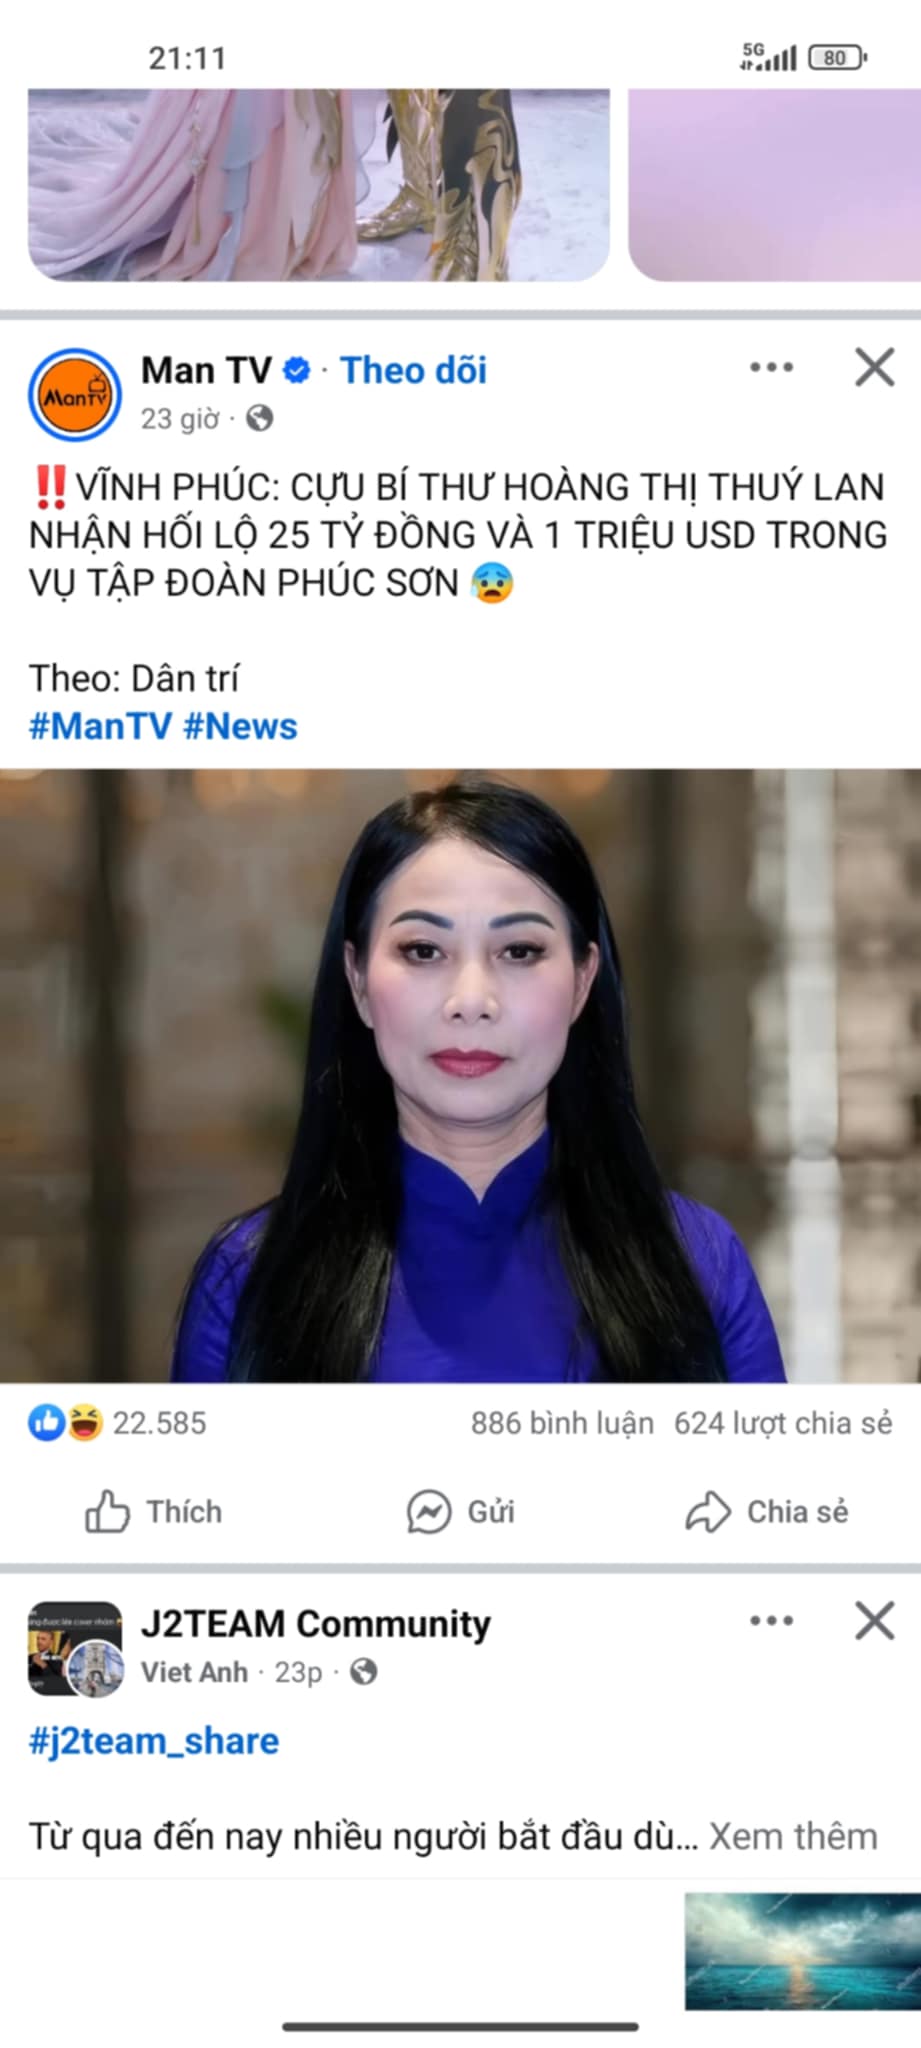 21:11
5G
80
ManTV
Man TV · Theo dõi
23 giờ ·
‼️VĨNH PHÚC: CỰU BÍ THƯ HOÀNG THỊ THUÝ LAN
NHẬN HỐI LỘ 25 TỶ ĐỒNG VÀ 1 TRIỆU USD TRONG
VỤ TẬP ĐOÀN PHÚC SƠN 😰
Theo: Dân trí
#ManTV #News
22.585
886 bình luận 624 lượt chia sẻ
Thích
Gửi
Chia sẻ
J2TEAM Community
Viet Anh · 23p ·
#j2team_share
Từ qua đến nay nhiều người bắt đầu dù... Xem thêm